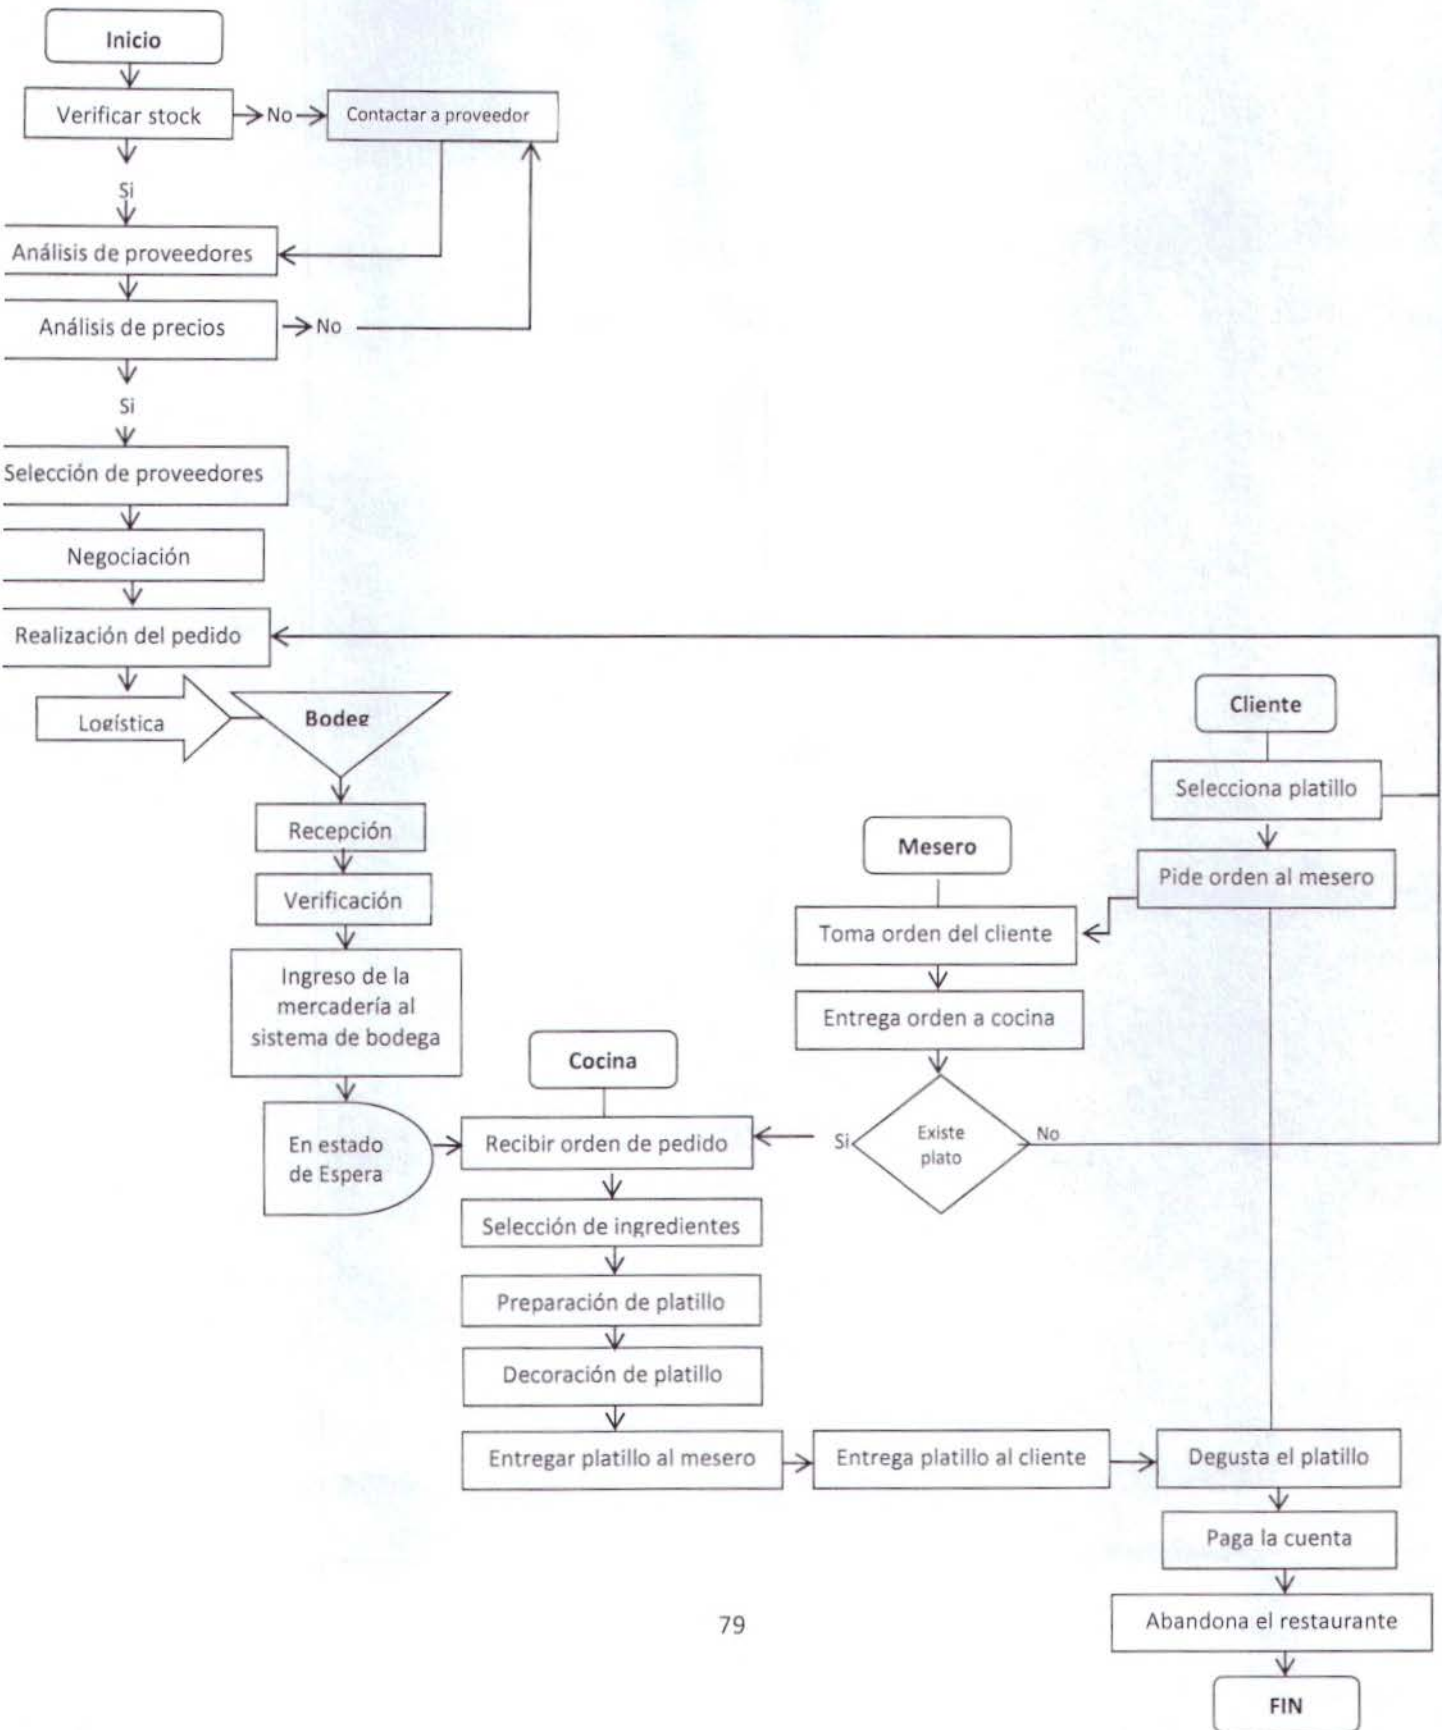 Inicio
Verificar stock
No
Contactar a proveedor
Si
Análisis de proveedores
Análisis de precios
No
Si
Selección de proveedores
Negociación
Realización del pedido
Logística
Bodeg
Recepción
Verificación
Ingreso de la
mercadería al
sistema de bodega
En estado
de Espera
Cocina
Recibir orden de pedido
Selección de ingredientes
Preparación de platillo
Decoración de platillo
Entregar platillo al mesero
Mesero
Toma orden del cliente
Entrega orden a cocina
Existe
plato
Si
No
Entrega platillo al cliente
Cliente
Selecciona platillo
Pide orden al mesero
Degusta el platillo
Paga la cuenta
Abandona el restaurante
FIN
79